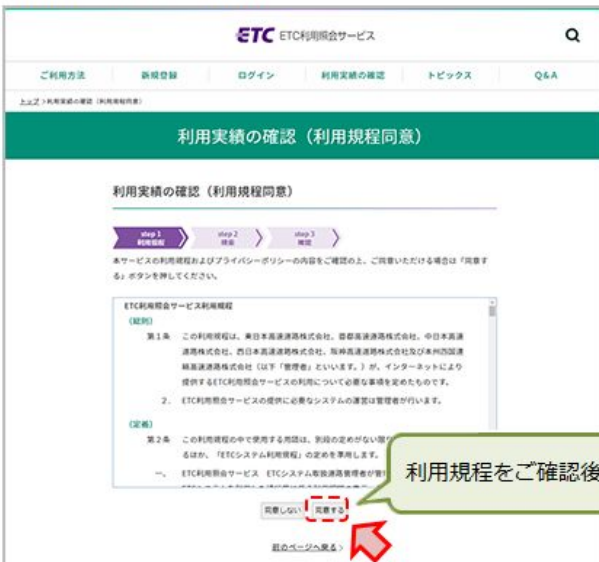 ETC ETC利用照会サービス
ご利用方法 新規登録 ログイン 利用実績の確認 トピックス Q&A
トップ > 利用実績の確認（利用規程同意）
利用実績の確認（利用規程同意）
利用実績の確認（利用規程同意）
step 1 step 2 step 3
利用規程 検索 確認
本サービスの利用規程およびプライバシーポリシーの内容をご確認の上、ご同意いただける場合は「同意す
る」ボタンを押してください。
ETC利用照会サービス利用規程
（総則）
第1条 この利用規程は、東日本高速道路株式会社、首都高速道路株式会社、中日本高速
道路株式会社、西日本高速道路株式会社、阪神高速道路株式会社及び本州四国連
絡高速道路株式会社（以下「管理者」といいます。）が、インターネットにより
提供するETC利用照会サービスの利用について必要な事項を定めたものです。
2． ETC利用照会サービスの提供に必要なシステムの運営は管理者が行います。
（定義）
第2条 この利用規程の中で使用する用語は、別段の定めがない限
るほか、「ETCシステム利用規程」の定めを準用します。
一、 ETC利用照会サービス ETCシステム取扱道路管理者が管
利用規程をご確認後
同意しない 同意する
前のページへ戻る >